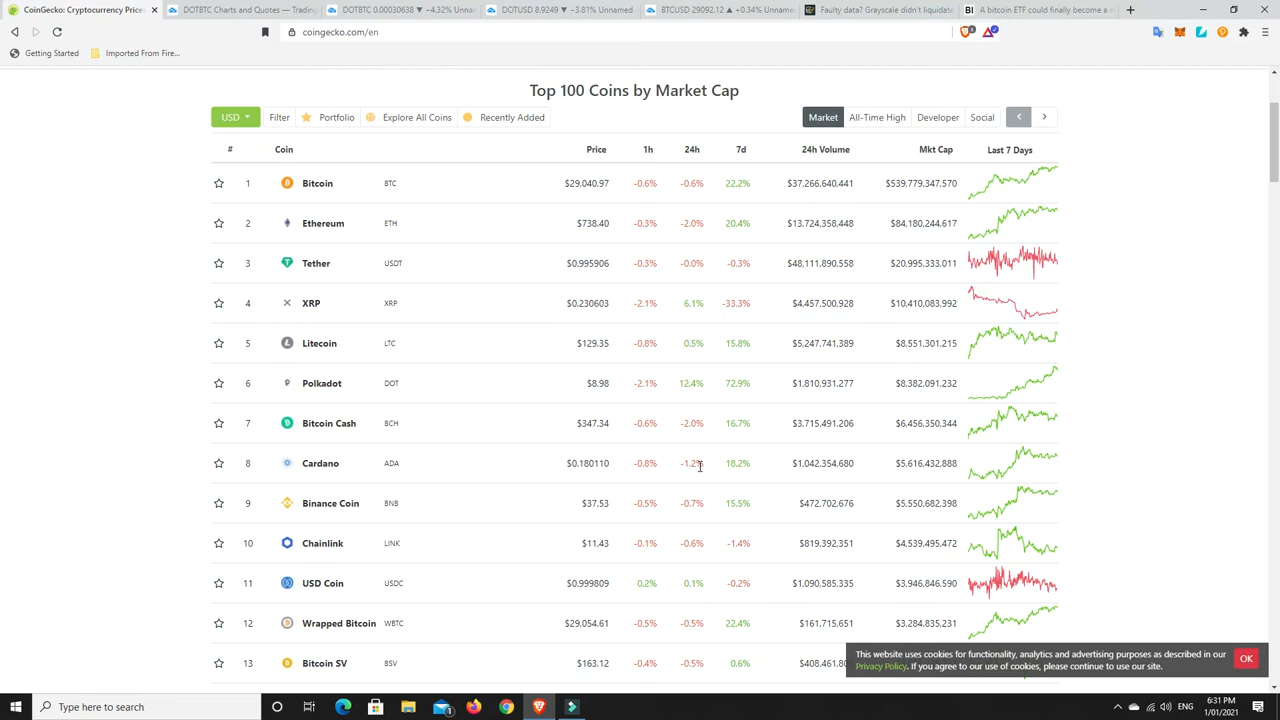 CoinGecko: Cryptocurrency Price
DOTBTC Charts and Quotes — Trading
DOTBTC 0.00030638 ▼ −4.32% Unnamed
DOTUSD 8.9249 ▼ −3.81% Unnamed
BTCUSD 29092.12 ▲ +0.34% Unnamed
Faulty data? Grayscale didn't liquidate
BI A bitcoin ETF could finally become a r
coingecko.com/en
Getting Started
Imported From Fire...
Top 100 Coins by Market Cap
USD Filter Portfolio Explore All Coins Recently Added Market All-Time High Developer Social
# Coin Price 1h 24h 7d 24h Volume Mkt Cap Last 7 Days
1 Bitcoin BTC $29,040.97 -0.6% -0.6% 22.2% $37,266,640,441 $539,779,347,570
2 Ethereum ETH $738.40 -0.3% -2.0% 20.4% $13,724,358,448 $84,180,244,617
3 Tether USDT $0.995906 -0.3% -0.0% -0.3% $48,111,890,558 $20,995,333,011
4 XRP XRP $0.230603 -2.1% 6.1% -33.3% $4,457,500,928 $10,410,083,992
5 Litecoin LTC $129.35 -0.8% 0.5% 15.8% $5,247,741,389 $8,551,301,215
6 Polkadot DOT $8.98 -2.1% 12.4% 72.9% $1,810,931,277 $8,382,091,232
7 Bitcoin Cash BCH $347.34 -0.6% -2.0% 16.7% $3,715,491,206 $6,456,350,344
8 Cardano ADA $0.180110 -0.8% -1.2% 18.2% $1,042,354,680 $5,616,432,888
9 Binance Coin BNB $37.53 -0.5% -0.7% 15.5% $472,702,676 $5,550,682,398
10 Chainlink LINK $11.43 -0.1% -0.6% -1.4% $819,392,351 $4,539,495,472
11 USD Coin USDC $0.999809 0.2% 0.1% -0.2% $1,090,585,335 $3,946,846,590
12 Wrapped Bitcoin WBTC $29,054.61 -0.5% -0.5% 22.4% $161,715,651 $3,284,835,231
13 Bitcoin SV BSV $163.12 -0.4% -0.5% 0.6% $408,461,8
This website uses cookies for functionality, analytics and advertising purposes as described in our
Privacy Policy. If you agree to our use of cookies, please continue to use our site.
OK
Type here to search
ENG
6:31 PM
1/01/2021